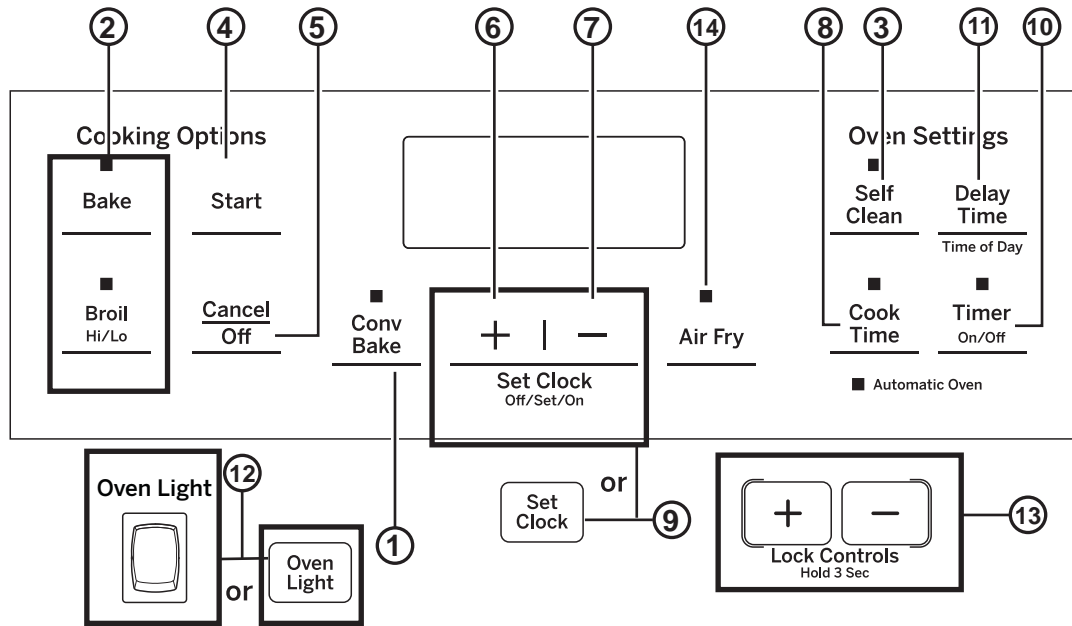 2 4 5 6 7 14 8 3 11 10
Cooking Options
Oven Settings
Bake
Start
Self
Clean
Delay
Time
Time of Day
Broil
Hi/Lo
Cancel
Off
Conv
Bake
+ | −
Set Clock
Off/Set/On
Air Fry
Cook
Time
Timer
On/Off
Automatic Oven
Oven Light
12
or
Oven
Light
1
Set
Clock
or
9
+ −
Lock Controls
Hold 3 Sec
13